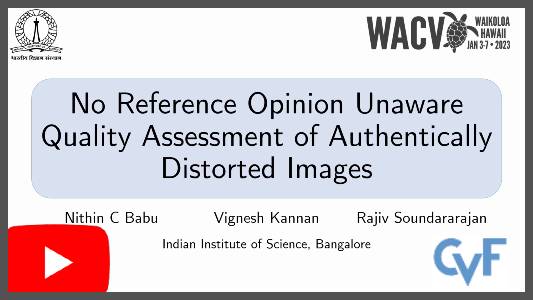 WACV
WAIKOLOA
HAWAII
JAN 3-7 • 2023
भारतीय विज्ञान संस्थान
No Reference Opinion Unaware
Quality Assessment of Authentically
Distorted Images
Nithin C Babu Vignesh Kannan Rajiv Soundararajan
Indian Institute of Science, Bangalore
CVF